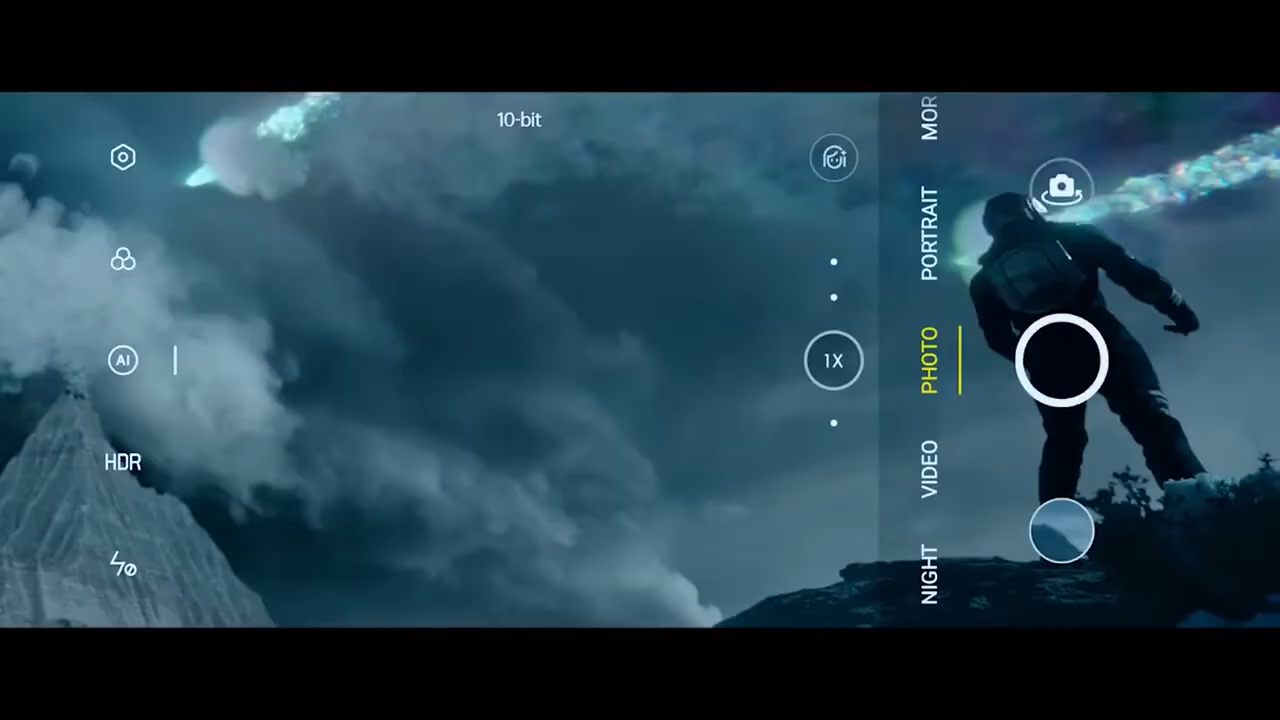 10-bit
AI
HDR
1X
MOR
PORTRAIT
PHOTO
VIDEO
NIGHT